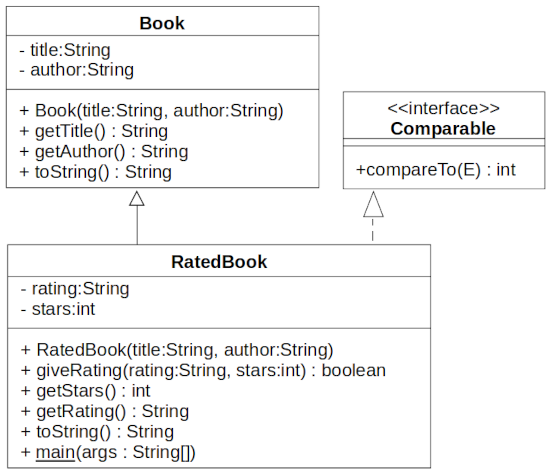 Book
- title:String
- author:String
+ Book(title:String, author:String)
+ getTitle() : String
+ getAuthor() : String
+ toString() : String
<<interface>>
Comparable
+compareTo(E) : int
RatedBook
- rating:String
- stars:int
+ RatedBook(title:String, author:String)
+ giveRating(rating:String, stars:int) : boolean
+ getStars() : int
+ getRating() : String
+ toString() : String
+ main(args : String[])